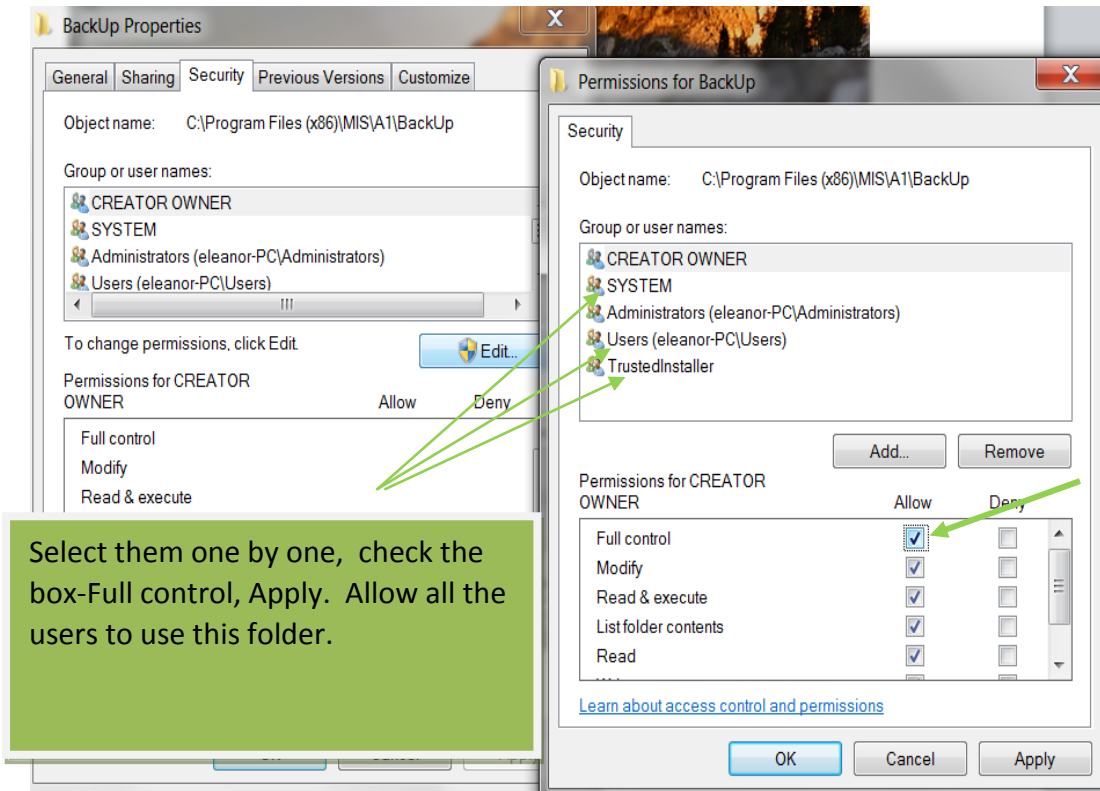 BackUp Properties
X
General Sharing Security Previous Versions Customize
Object name: C:\Program Files (x86)\MIS\A1\BackUp
Group or user names:
CREATOR OWNER
SYSTEM
Administrators (eleanor-PC\Administrators)
Users (eleanor-PC\Users)
To change permissions, click Edit.
Edit...
Permissions for CREATOR
OWNER Allow Deny
Full control
Modify
Read & execute
Select them one by one, check the
box-Full control, Apply. Allow all the
users to use this folder.
Permissions for BackUp
X
Security
Object name: C:\Program Files (x86)\MIS\A1\BackUp
Group or user names:
CREATOR OWNER
SYSTEM
Administrators (eleanor-PC\Administrators)
Users (eleanor-PC\Users)
TrustedInstaller
Add... Remove
Permissions for CREATOR
OWNER Allow Deny
Full control
Modify
Read & execute
List folder contents
Read
Learn about access control and permissions
OK Cancel Apply